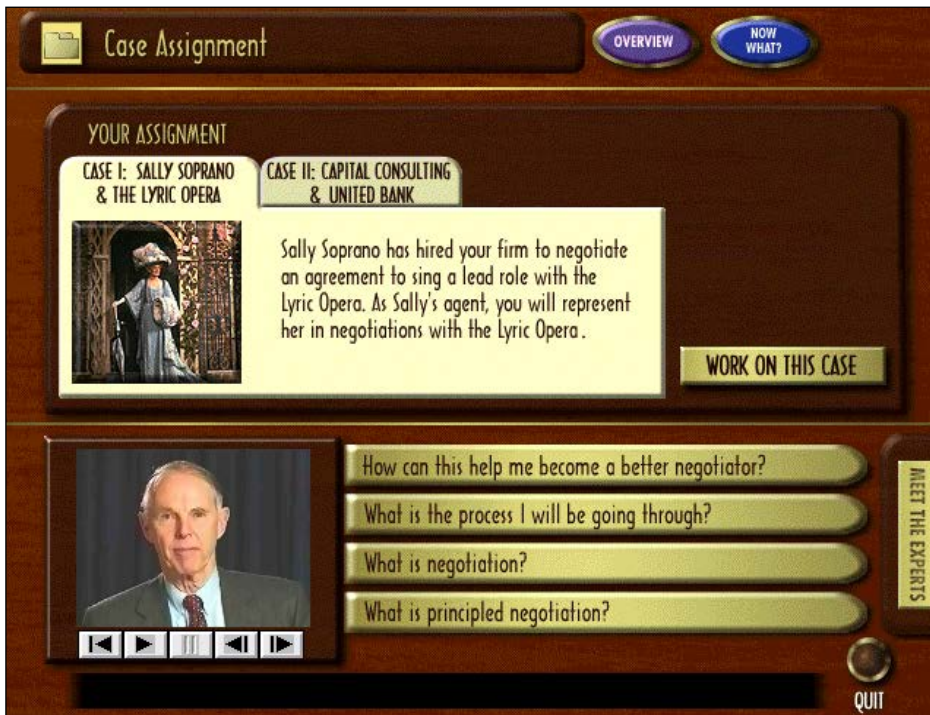 Case Assignment
OVERVIEW
NOW
WHAT?
YOUR ASSIGNMENT
CASE I: SALLY SOPRANO
& THE LYRIC OPERA
CASE II: CAPITAL CONSULTING
& UNITED BANK
Sally Soprano has hired your firm to negotiate
an agreement to sing a lead role with the
Lyric Opera. As Sally's agent, you will represent
her in negotiations with the Lyric Opera.
WORK ON THIS CASE
How can this help me become a better negotiator?
What is the process I will be going through?
What is negotiation?
What is principled negotiation?
MEET THE EXPERTS
QUIT